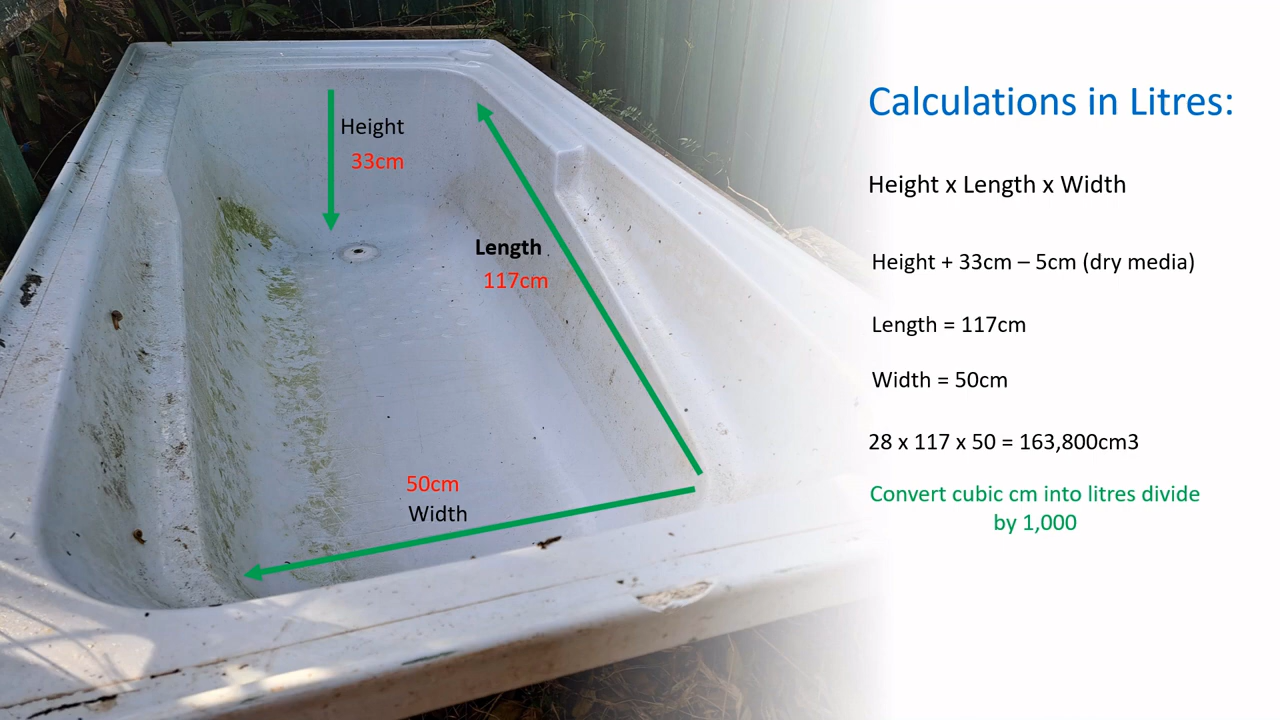 Calculations in Litres:
Height
33cm
Height x Length x Width
Length
117cm
Height + 33cm – 5cm (dry media)
Length = 117cm
Width = 50cm
28 x 117 x 50 = 163,800cm3
50cm
Width
Convert cubic cm into litres divide
by 1,000